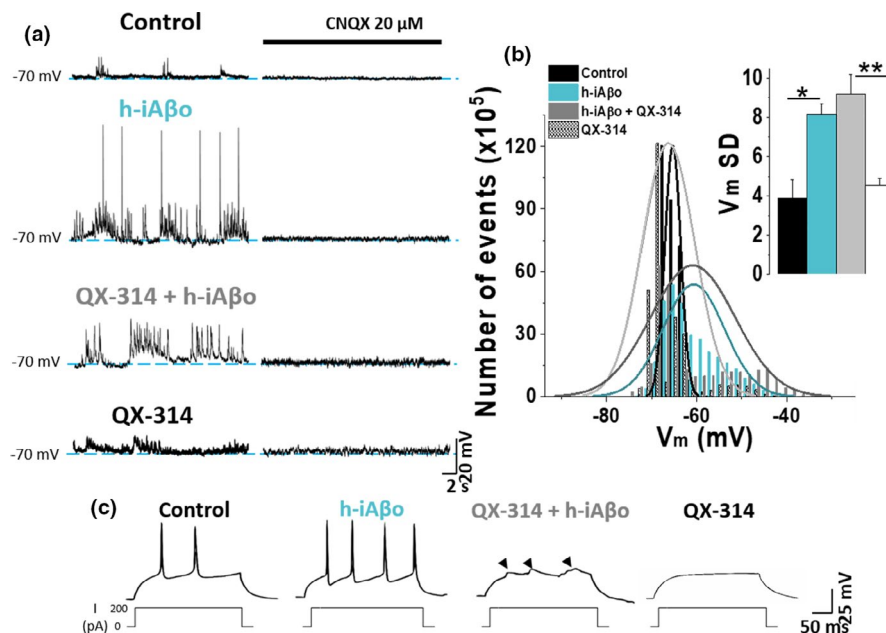 (a)
Control
CNQX 20 µM
-70 mV
h-iAβo
-70 mV
QX-314 + h-iAβo
-70 mV
QX-314
-70 mV
20 mV
2 s
(b)
Control
h-iAβo
h-iAβo + QX-314
QX-314
Number of events (x10⁵)
120
90
60
30
0
-80
-60
-40
Vm (mV)
Vm SD
10
8
6
4
2
0
*
**
(c)
Control
h-iAβo
QX-314 + h-iAβo
QX-314
I
(pA)
200
0
25 mV
50 ms